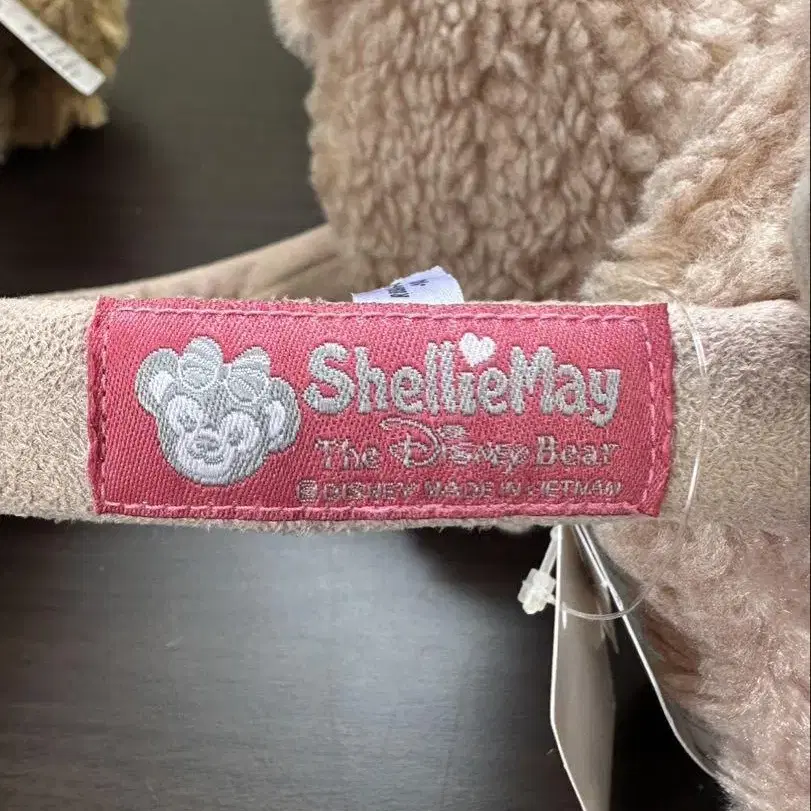 ShellieMay
The Disney Bear
© DISNEY MADE IN VIETNAM